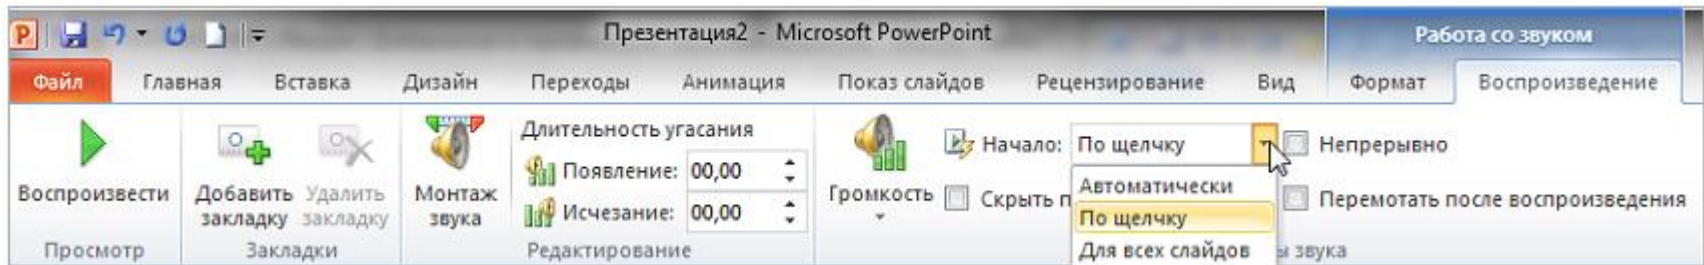 Презентация2 - Microsoft PowerPoint
Работа со звуком
Файл Главная Вставка Дизайн Переходы Анимация Показ слайдов Рецензирование Вид Формат Воспроизведение
Воспроизвести
Просмотр
Добавить закладку
Удалить закладку
Закладки
Монтаж звука
Длительность угасания
Появление: 00,00
Исчезание: 00,00
Редактирование
Громкость
Начало: По щелчку
Скрыть п
Автоматически
По щелчку
Для всех слайдов
Непрерывно
Перемотать после воспроизведения
звука